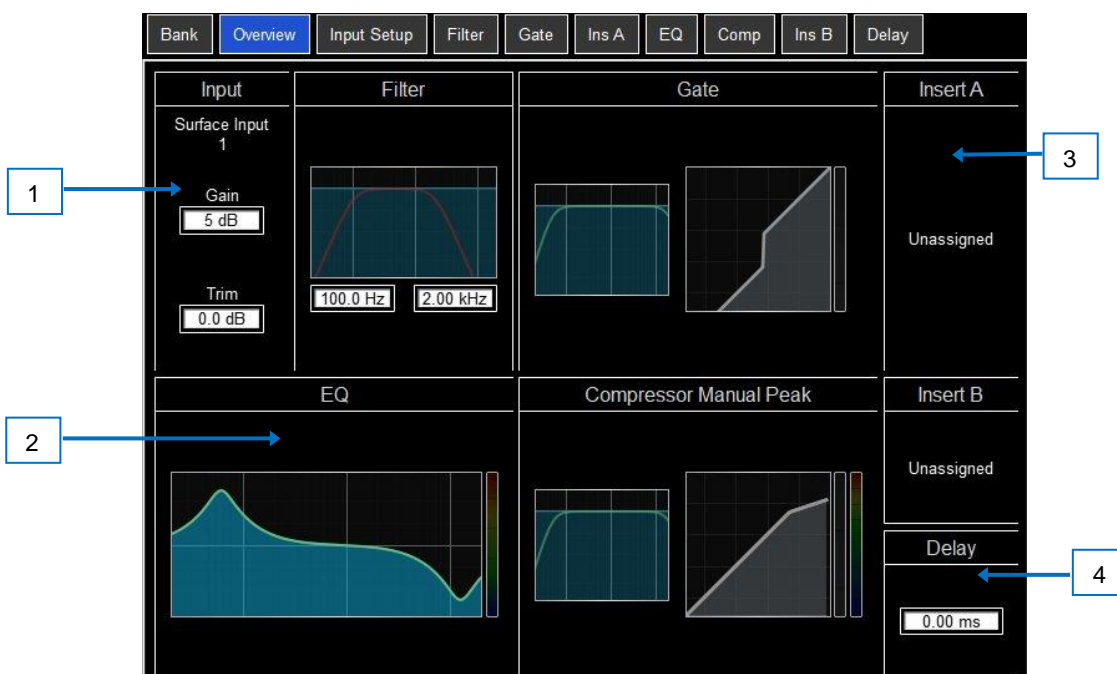 Bank Overview Input Setup Filter Gate Ins A EQ Comp Ins B Delay
Input Filter Gate Insert A
Surface Input
1
3
1
Gain
5 dB
Unassigned
Trim
100.0 Hz 2.00 kHz
0.0 dB
EQ Compressor Manual Peak Insert B
2
Unassigned
Delay
4
0.00 ms